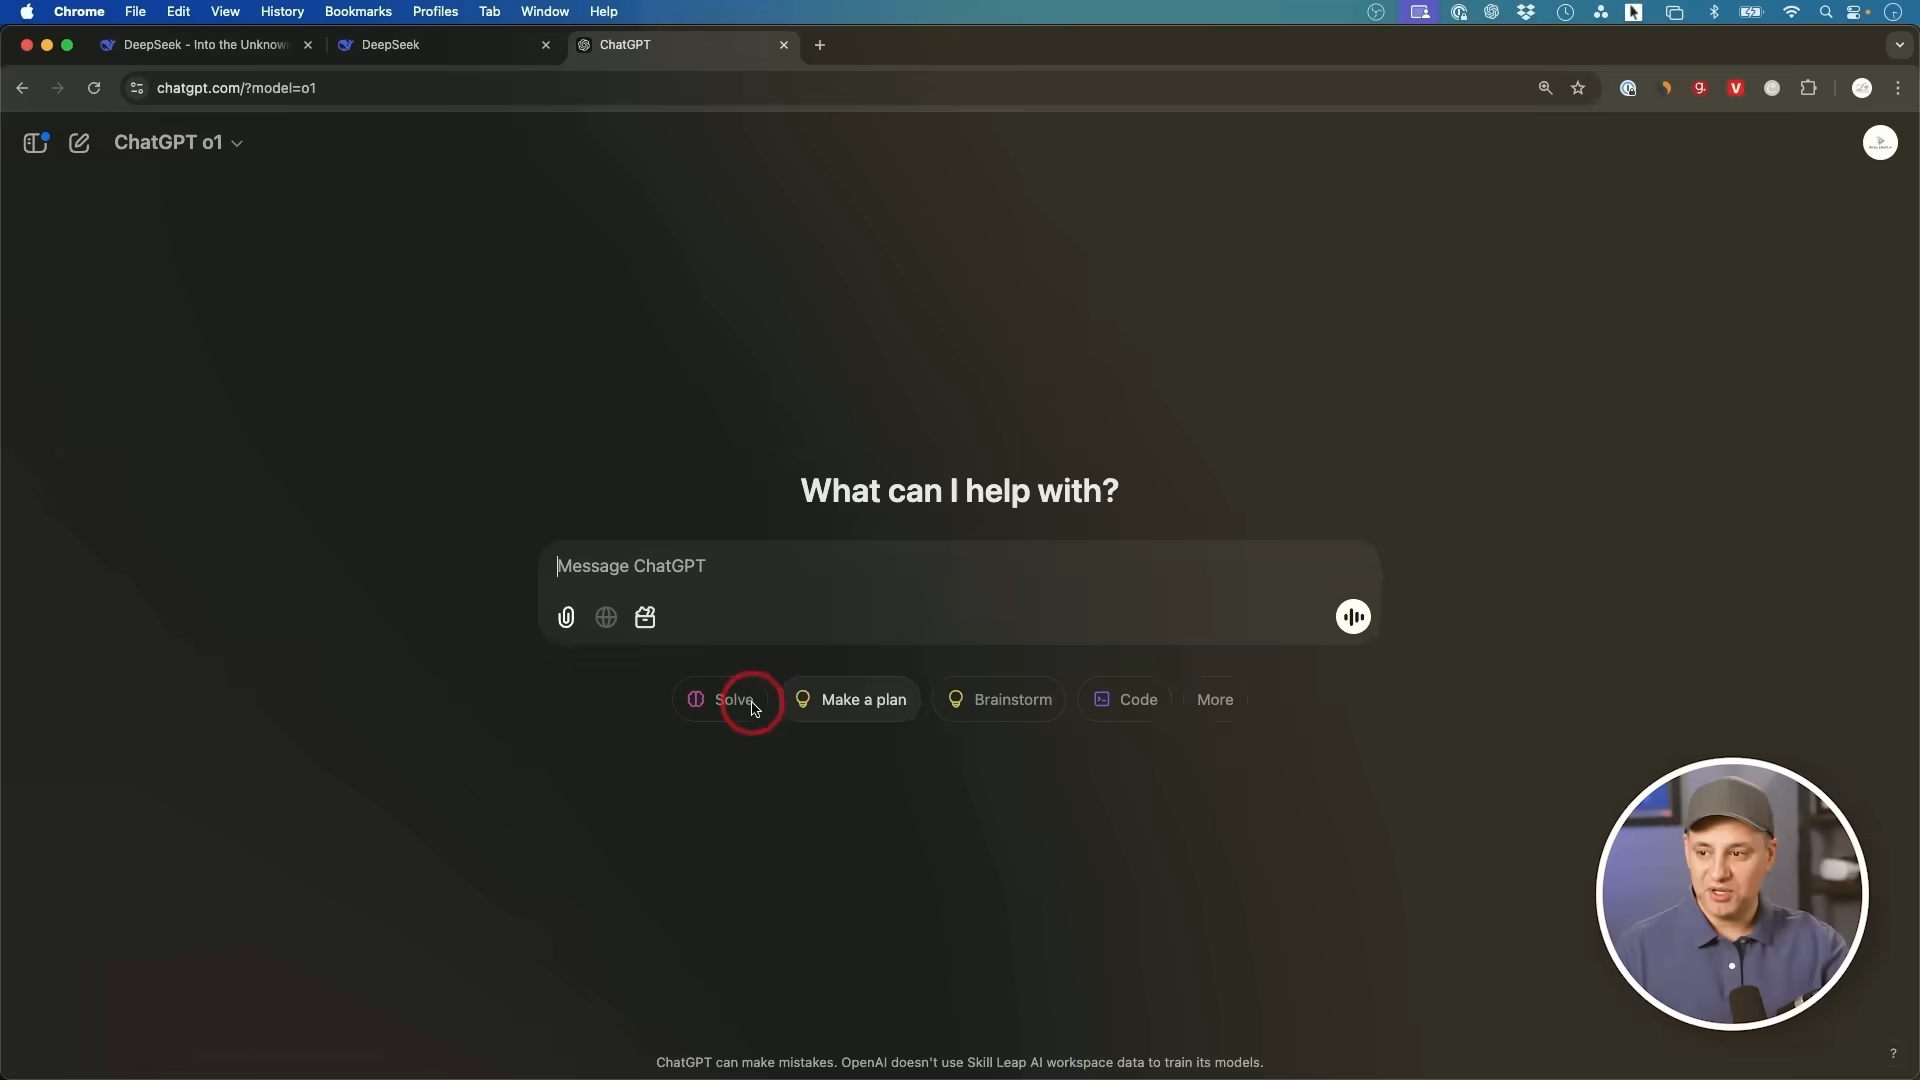 Chrome File Edit View History Bookmarks Profiles Tab Window Help
DeepSeek - Into the Unknow DeepSeek ChatGPT
chatgpt.com/?model=o1
ChatGPT o1
What can I help with?
Message ChatGPT
Solve Make a plan Brainstorm Code More
ChatGPT can make mistakes. OpenAI doesn't use Skill Leap AI workspace data to train its models.
?